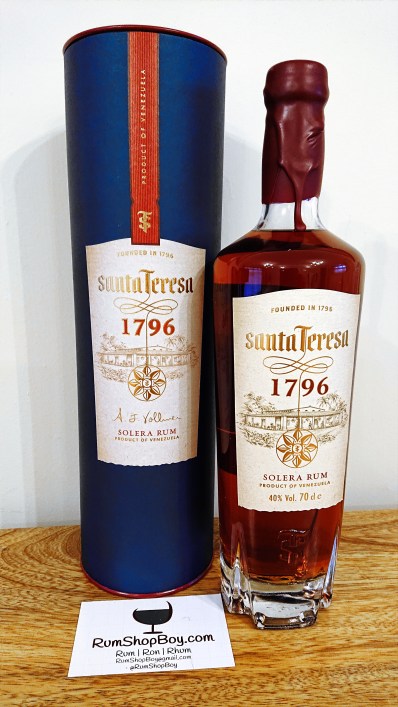 PRODUCT OF VENEZUELA
FOUNDED IN 1796
Santa Teresa
1796
SOLERA RUM
PRODUCT OF VENEZUELA
FOUNDED IN 1796
Santa Teresa
1796
SOLERA RUM
PRODUCT OF VENEZUELA
40% Vol. 70 cl e
RumShopBoy.com
Rum | Ron | Rhum
RumShopBoy@gmail.com
@RumShopBoy